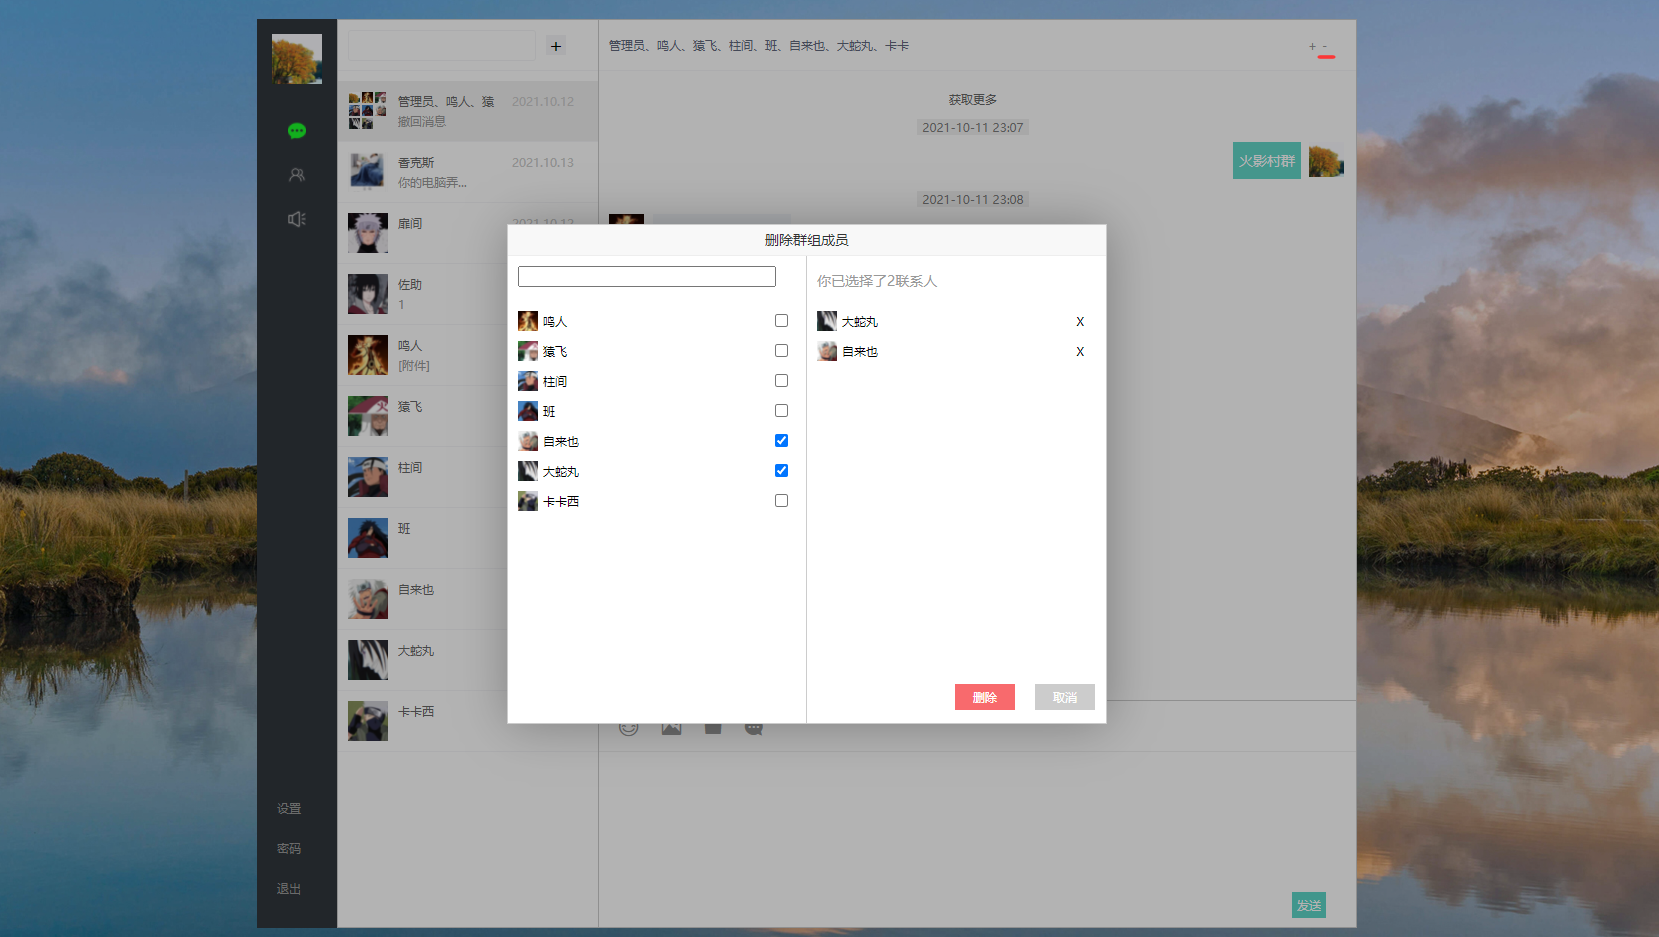 管理员、鸣人、猿飞、柱间、班、自来也、大蛇丸、卡卡
+ -
+
管理员、鸣人、猿
2021.10.12
撤回消息
香克斯
2021.10.13
你的电脑弄...
扉间
佐助
1
鸣人
[附件]
猿飞
柱间
班
自来也
大蛇丸
卡卡西
设置
密码
退出
获取更多
2021-10-11 23:07
火影村群
2021-10-11 23:08
删除群组成员
鸣人
猿飞
柱间
班
自来也
大蛇丸
卡卡西
你已选择了2联系人
大蛇丸 X
自来也 X
删除 取消
发送